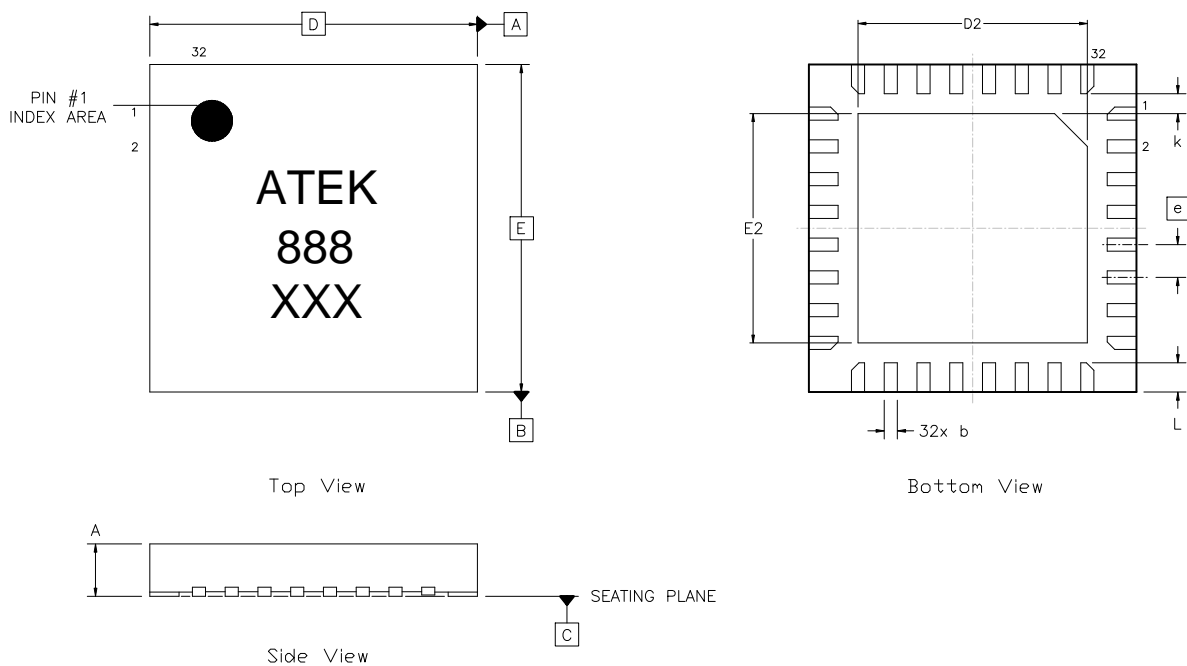 D
A
32
PIN #1
INDEX AREA
1
2
ATEK
888
XXX
E
B
Top View
D2
32
1
2
k
e
E2
L
32x b
Bottom View
A
SEATING PLANE
C
Side View